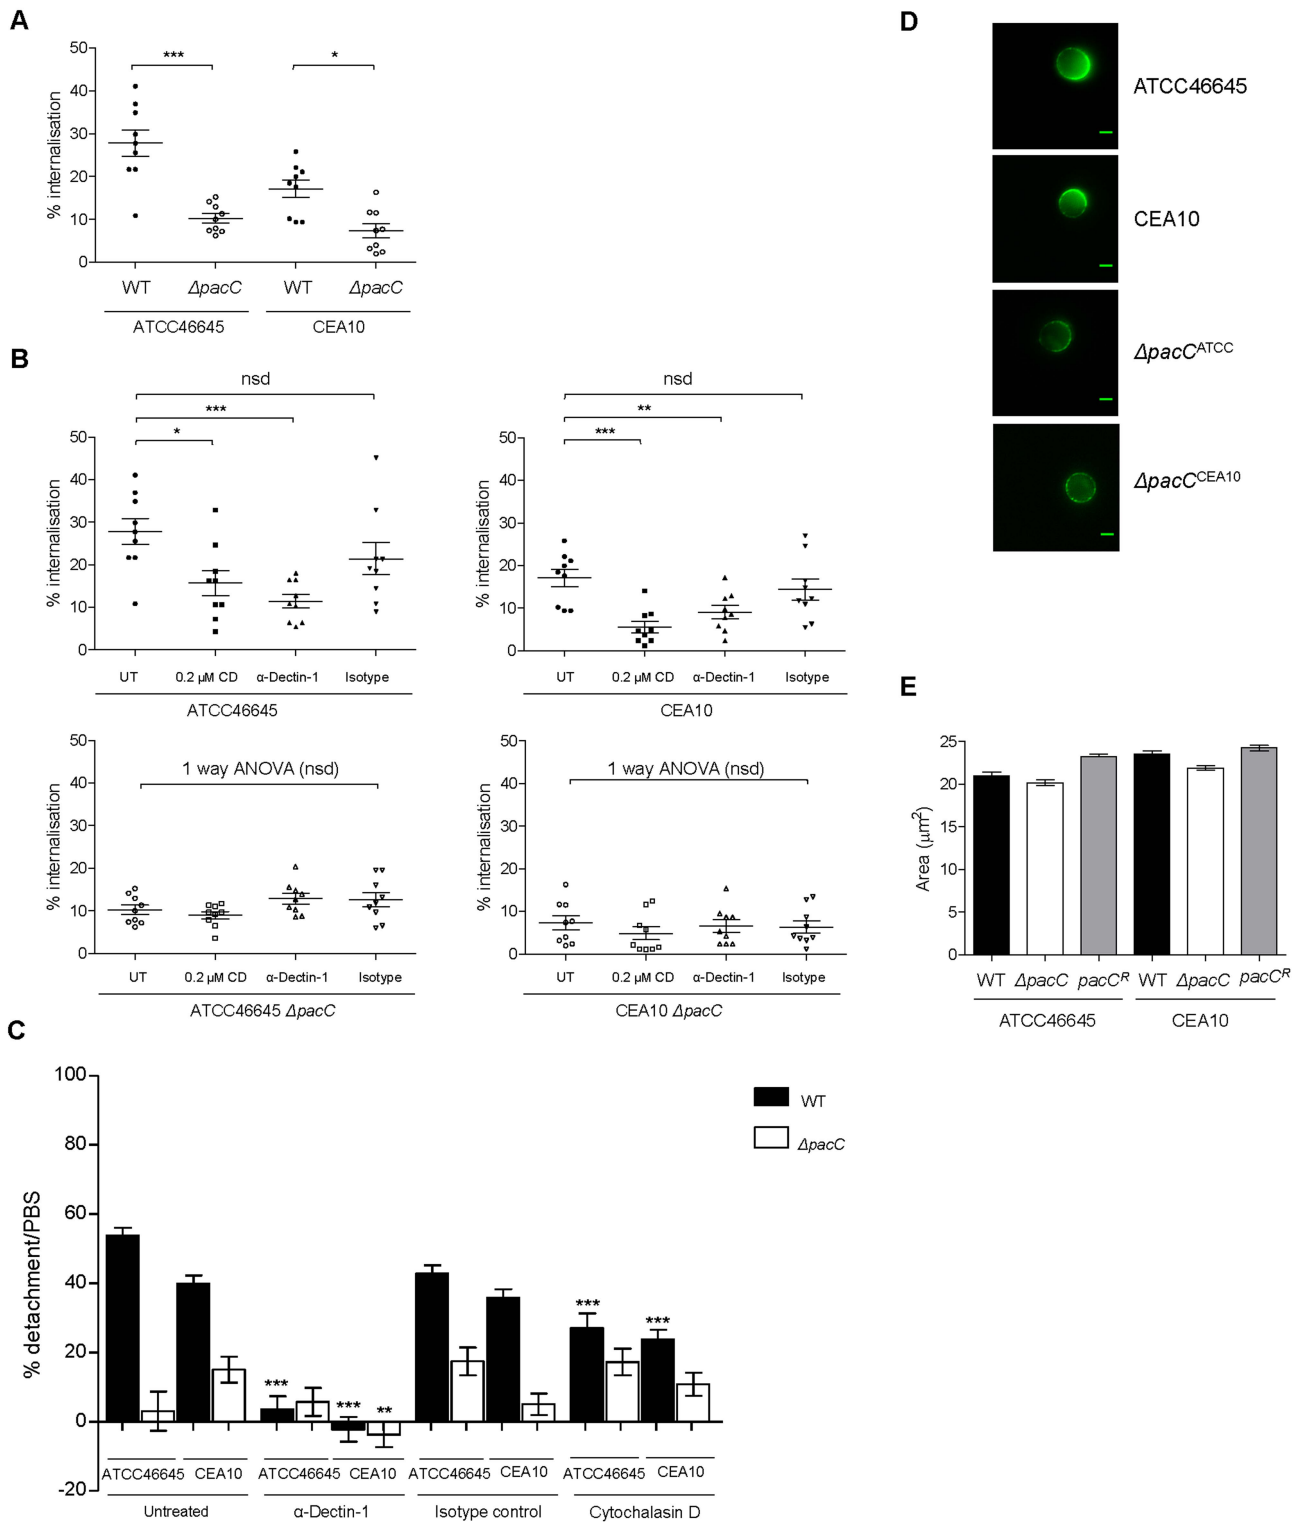 A
50
40
30
20
10
0
% internalisation
***
*
WT
ΔpacC
WT
ΔpacC
ATCC46645
CEA10
B
nsd
***
*
50
40
30
20
10
0
% internalisation
UT
0.2 µM CD
α-Dectin-1
Isotype
ATCC46645
nsd
**
***
50
40
30
20
10
0
% internalisation
UT
0.2 µM CD
α-Dectin-1
Isotype
CEA10
50
40
30
20
10
0
% internalisation
1 way ANOVA (nsd)
UT
0.2 µM CD
α-Dectin-1
Isotype
ATCC46645 ΔpacC
50
40
30
20
10
0
% internalisation
1 way ANOVA (nsd)
UT
0.2 µM CD
α-Dectin-1
Isotype
CEA10 ΔpacC
C
100
80
60
40
20
0
-20
% detachment/PBS
WT
ΔpacC
***
***
**
***
***
ATCC46645
CEA10
ATCC46645
CEA10
ATCC46645
CEA10
ATCC46645
CEA10
Untreated
α-Dectin-1
Isotype control
Cytochalasin D
D
ATCC46645
CEA10
ΔpacC^ATCC
ΔpacC^CEA10
E
25
20
15
10
5
0
Area (µm²)
WT
ΔpacC
pacC^R
WT
ΔpacC
pacC^R
ATCC46645
CEA10